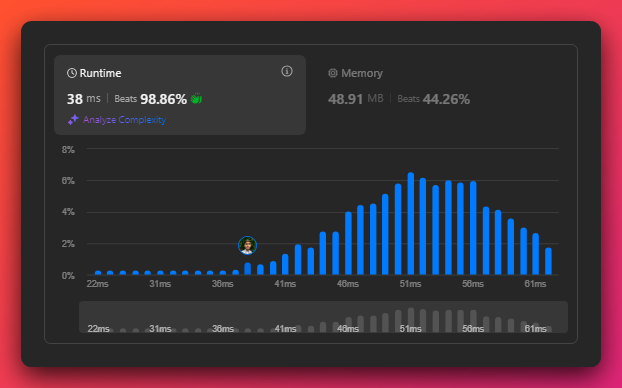 Runtime
38 ms | Beats 98.86%
Analyze Complexity
Memory
48.91 MB | Beats 44.26%
8%
6%
4%
2%
0%
22ms 31ms 36ms 41ms 46ms 51ms 56ms 61ms
22ms 31ms 36ms 41ms 46ms 51ms 56ms 61ms